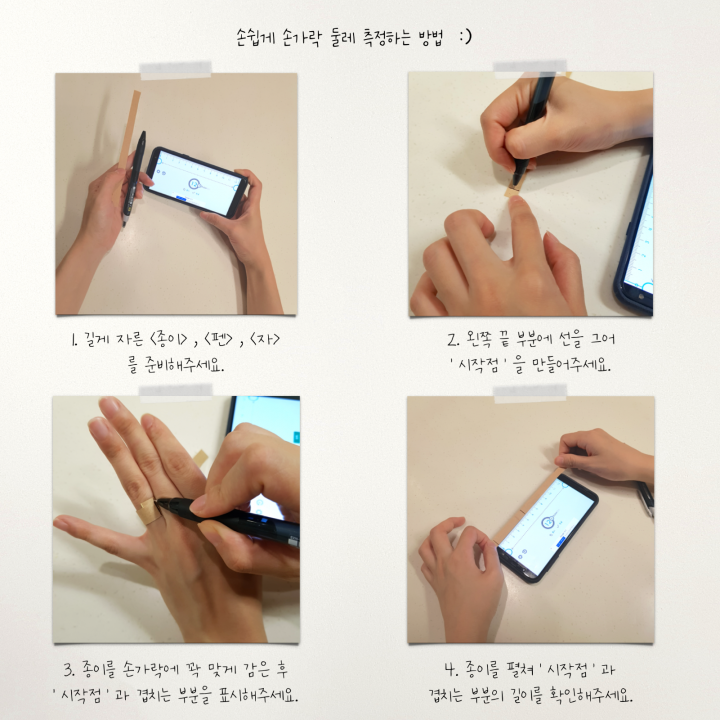 손쉽게 손가락 둘레 측정하는 방법 :)
1. 길게 자른 <종이> , <펜> , <자>
를 준비해주세요.
2. 왼쪽 끝 부분에 선을 그어
' 시작점 ' 을 만들어주세요.
3. 종이를 손가락에 꽉 맞게 감은 후
' 시작점 ' 과 겹치는 부분을 표시해주세요.
4. 종이를 펼쳐 ' 시작점 ' 과
겹치는 부분의 길이를 확인해주세요.